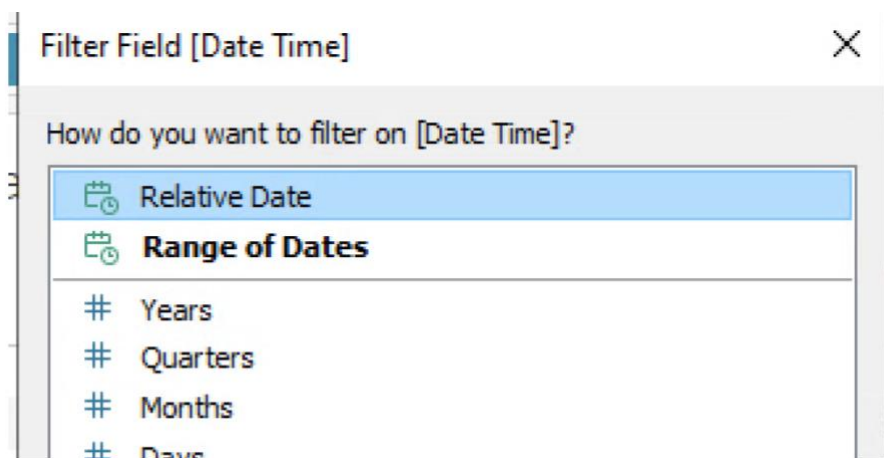 Filter Field [Date Time]
How do you want to filter on [Date Time]?
Relative Date
Range of Dates
# Years
# Quarters
# Months
# Days